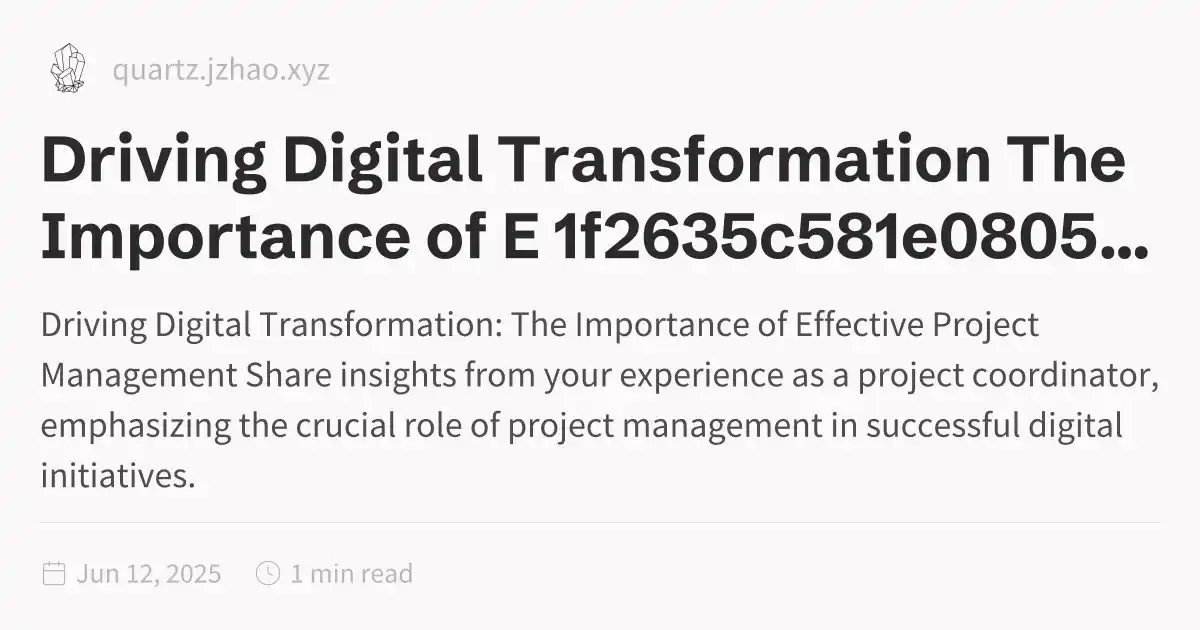 quartz.jzhao.xyz
Driving Digital Transformation The
Importance of E 1f2635c581e0805...
Driving Digital Transformation: The Importance of Effective Project
Management Share insights from your experience as a project coordinator,
emphasizing the crucial role of project management in successful digital
initiatives.
Jun 12, 2025 1 min read